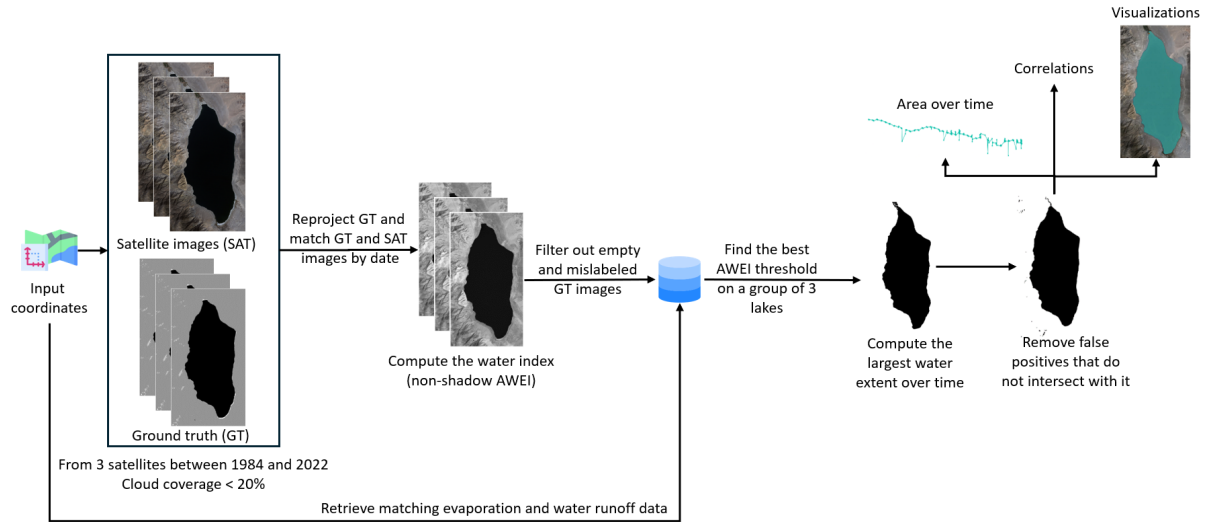 Input
coordinates
Satellite images (SAT)
Ground truth (GT)
From 3 satellites between 1984 and 2022
Cloud coverage < 20%
Reproject GT and
match GT and SAT
images by date
Compute the water index
(non-shadow AWEI)
Filter out empty
and mislabeled
GT images
Retrieve matching evaporation and water runoff data
Find the best
AWEI threshold
on a group of 3
lakes
Compute the
largest water
extent over time
Remove false
positives that do
not intersect with it
Area over time
Correlations
Visualizations